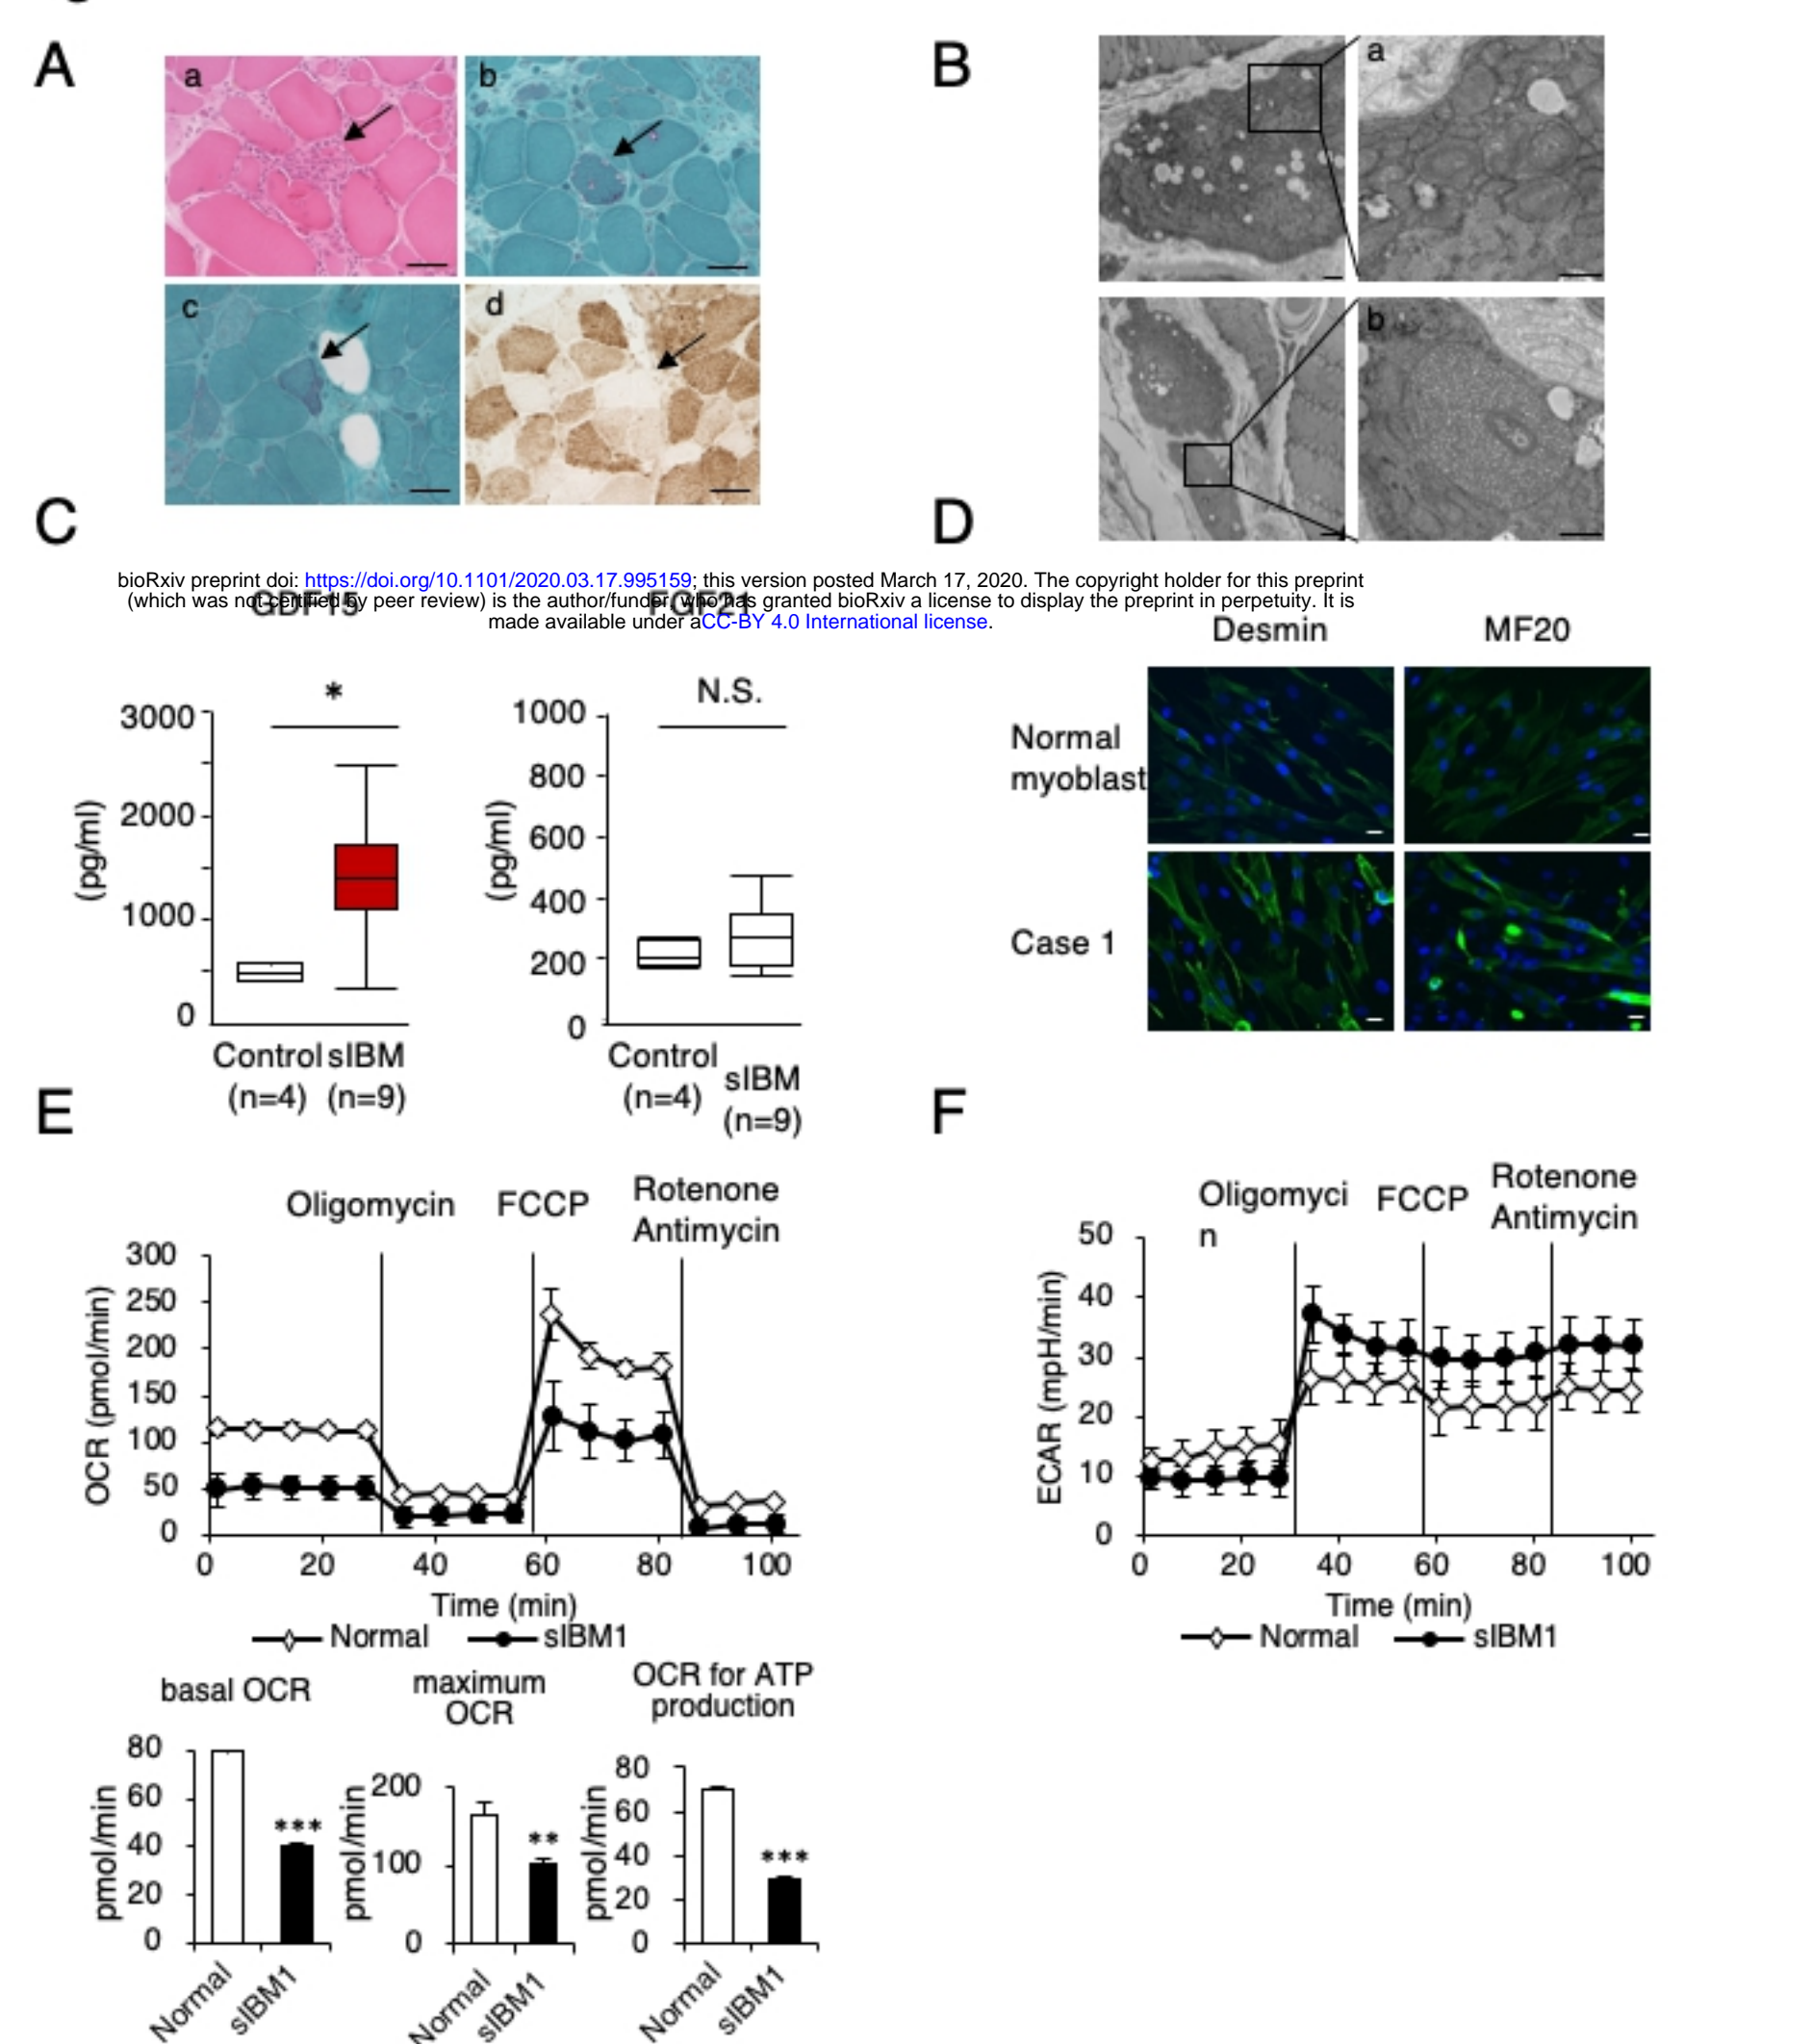 A
a
b
c
d
B
a
b
C
D
bioRxiv preprint doi: https://doi.org/10.1101/2020.03.17.995159; this version posted March 17, 2020. The copyright holder for this preprint
(which was not certified by peer review) is the author/funder, who has granted bioRxiv a license to display the preprint in perpetuity. It is
made available under aCC-BY 4.0 International license.
GDF15
FGF21
*
3000
2000
1000
0
(pg/ml)
Control sIBM
(n=4) (n=9)
N.S.
1000
800
600
400
200
0
(pg/ml)
Control
(n=4)
sIBM
(n=9)
Desmin
MF20
Normal
myoblast
Case 1
E
Oligomycin
FCCP
Rotenone
Antimycin
300
250
200
150
100
50
0
OCR (pmol/min)
0 20 40 60 80 100
Time (min)
Normal
sIBM1
basal OCR
80
60
40
20
0
pmol/min
***
Normal
sIBM1
maximum
OCR
200
100
0
pmol/min
**
Normal
sIBM1
OCR for ATP
production
80
60
40
20
0
pmol/min
***
Normal
sIBM1
F
Oligomyci
n
FCCP
Rotenone
Antimycin
50
40
30
20
10
0
ECAR (mpH/min)
0 20 40 60 80 100
Time (min)
Normal
sIBM1